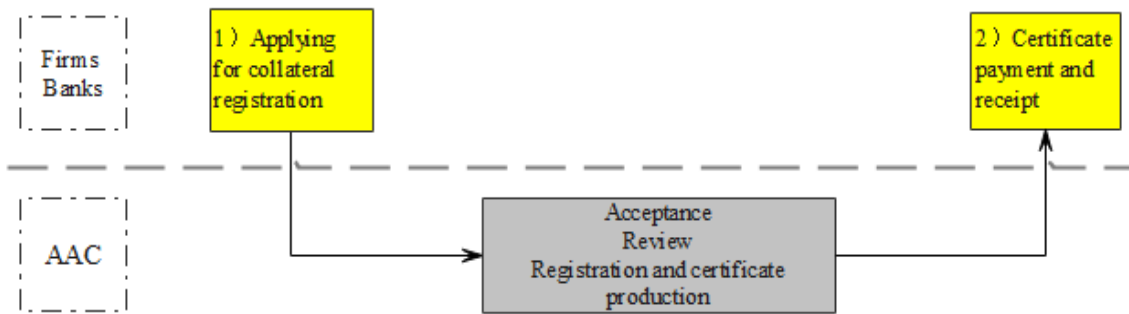 Firms
Banks
1）Applying
for collateral
registration
2）Certificate
payment and
receipt
AAC
Acceptance
Review
Registration and certificate
production